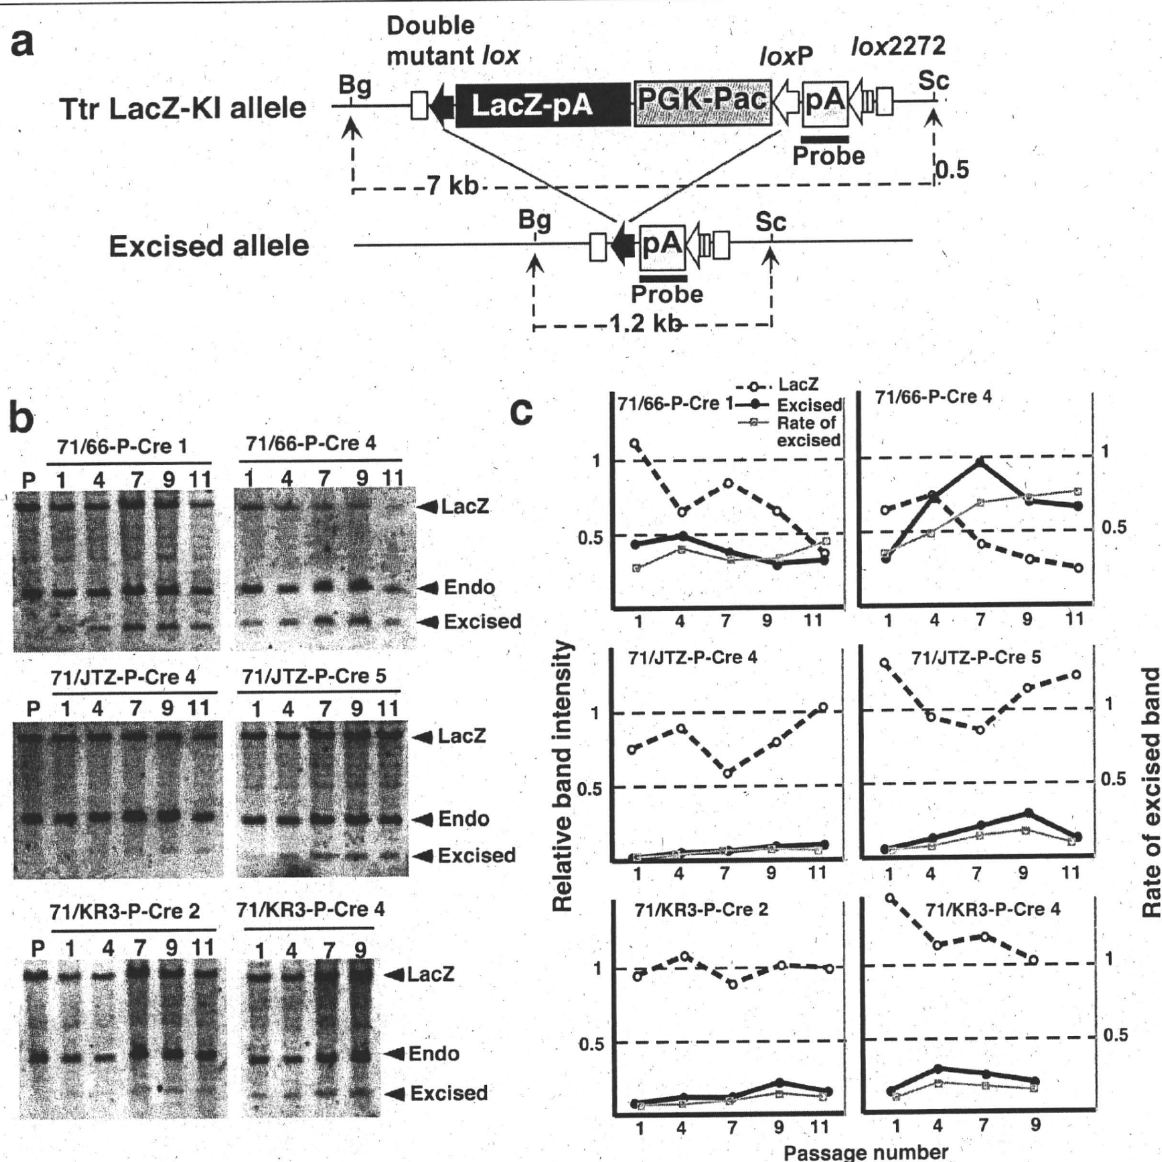 a
Double
mutant lox
loxP
lox2272
Bg
Sc
Ttr LacZ-KI allele
LacZ-pA
PGK-Pac
pA
Probe
7 kb
0.5
Bg
Sc
Excised allele
pA
Probe
1.2 kb
b
71/66-P-Cre 1
71/66-P-Cre 4
P 1 4 7 9 11
1 4 7 9 11
LacZ
Endo
Excised
71/JTZ-P-Cre 4
71/JTZ-P-Cre 5
P 1 4 7 9 11
1 4 7 9 11
LacZ
Endo
Excised
71/KR3-P-Cre 2
71/KR3-P-Cre 4
P 1 4 7 9 11
1 4 7 9
LacZ
Endo
Excised
c
LacZ
Excised
Rate of
excised
71/66-P-Cre 1
71/66-P-Cre 4
1
0.5
1
0.5
1 4 7 9 11
1 4 7 9 11
71/JTZ-P-Cre 4
71/JTZ-P-Cre 5
1
0.5
1
0.5
1 4 7 9 11
1 4 7 9 11
71/KR3-P-Cre 2
71/KR3-P-Cre 4
1
0.5
1
0.5
1 4 7 9 11
1 4 7 9
Relative band intensity
Rate of excised band
Passage number